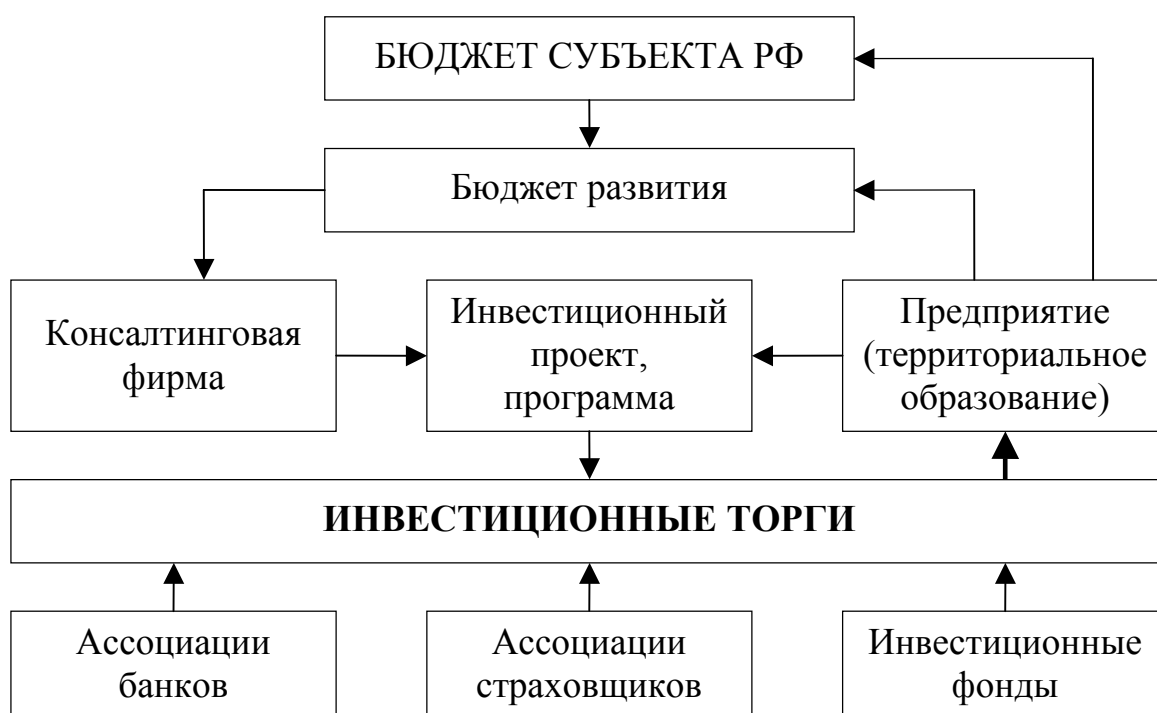 БЮДЖЕТ СУБЪЕКТА РФ
Бюджет развития
Консалтинговая
фирма
Инвестиционный
проект,
программа
Предприятие
(территориальное
образование)
ИНВЕСТИЦИОННЫЕ ТОРГИ
Ассоциации
банков
Ассоциации
страховщиков
Инвестиционные
фонды